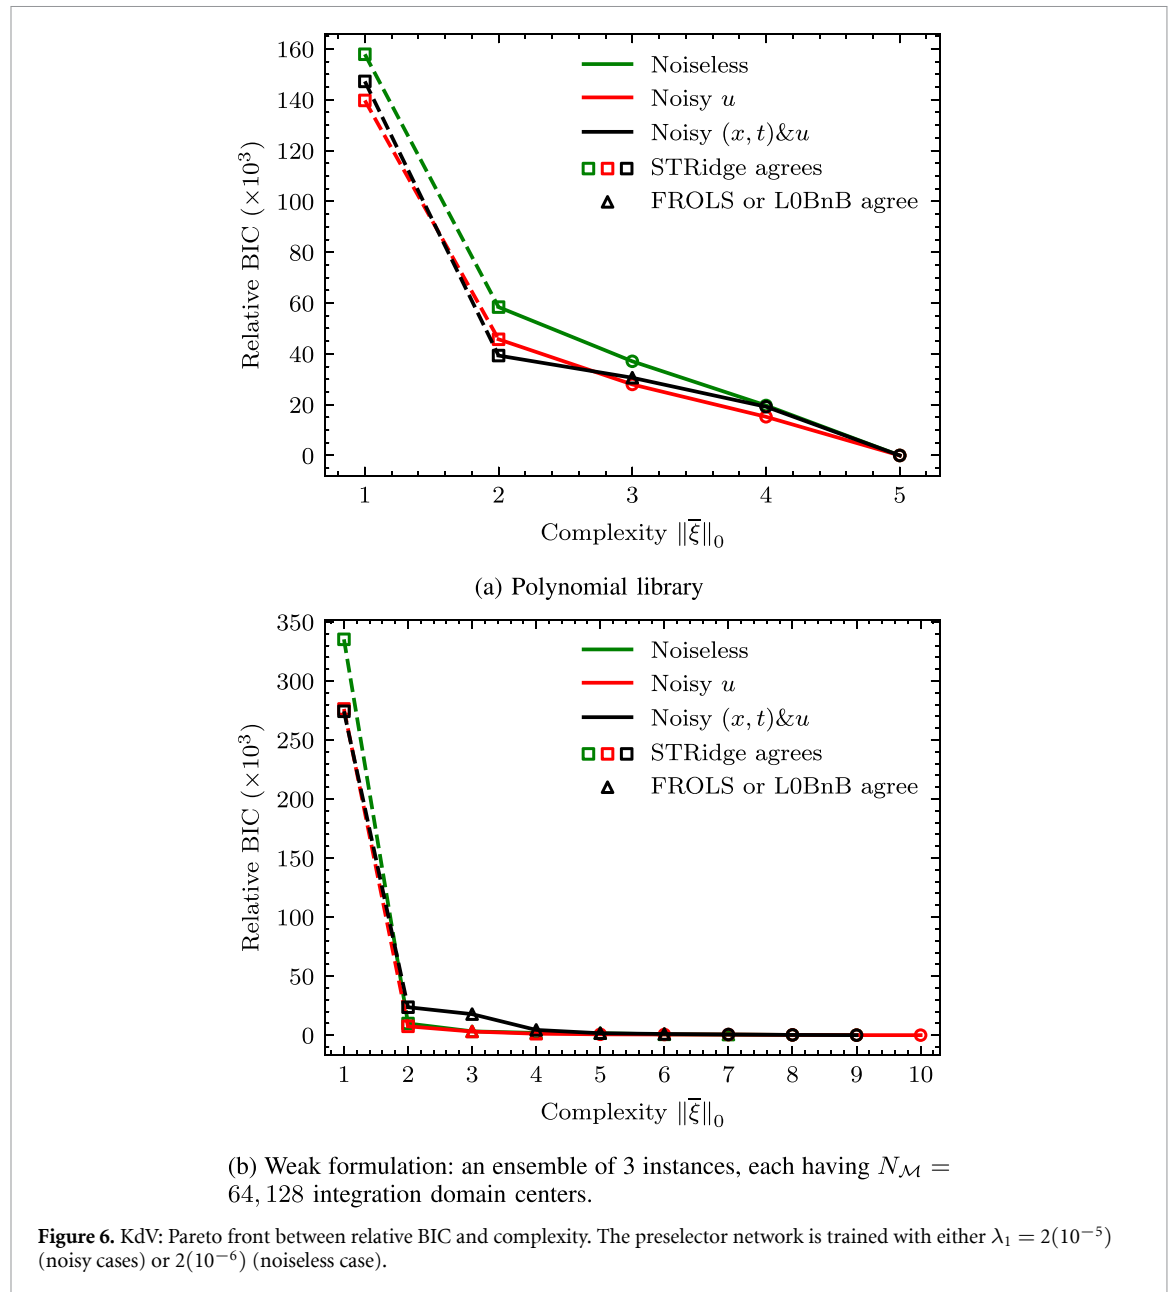 160
140
120
100
80
60
40
20
0
Relative BIC (×10³)
Noiseless
Noisy u
Noisy (x, t)&u
STRidge agrees
FROLS or L0BnB agree
1 2 3 4 5
Complexity ‖ξ̅‖₀
(a) Polynomial library
350
300
250
200
150
100
50
0
Relative BIC (×10³)
Noiseless
Noisy u
Noisy (x, t)&u
STRidge agrees
FROLS or L0BnB agree
1 2 3 4 5 6 7 8 9 10
Complexity ‖ξ̅‖₀
(b) Weak formulation: an ensemble of 3 instances, each having N_ℳ =
64, 128 integration domain centers.
Figure 6. KdV: Pareto front between relative BIC and complexity. The preselector network is trained with either λ₁ = 2(10⁻⁵)
(noisy cases) or 2(10⁻⁶) (noiseless case).